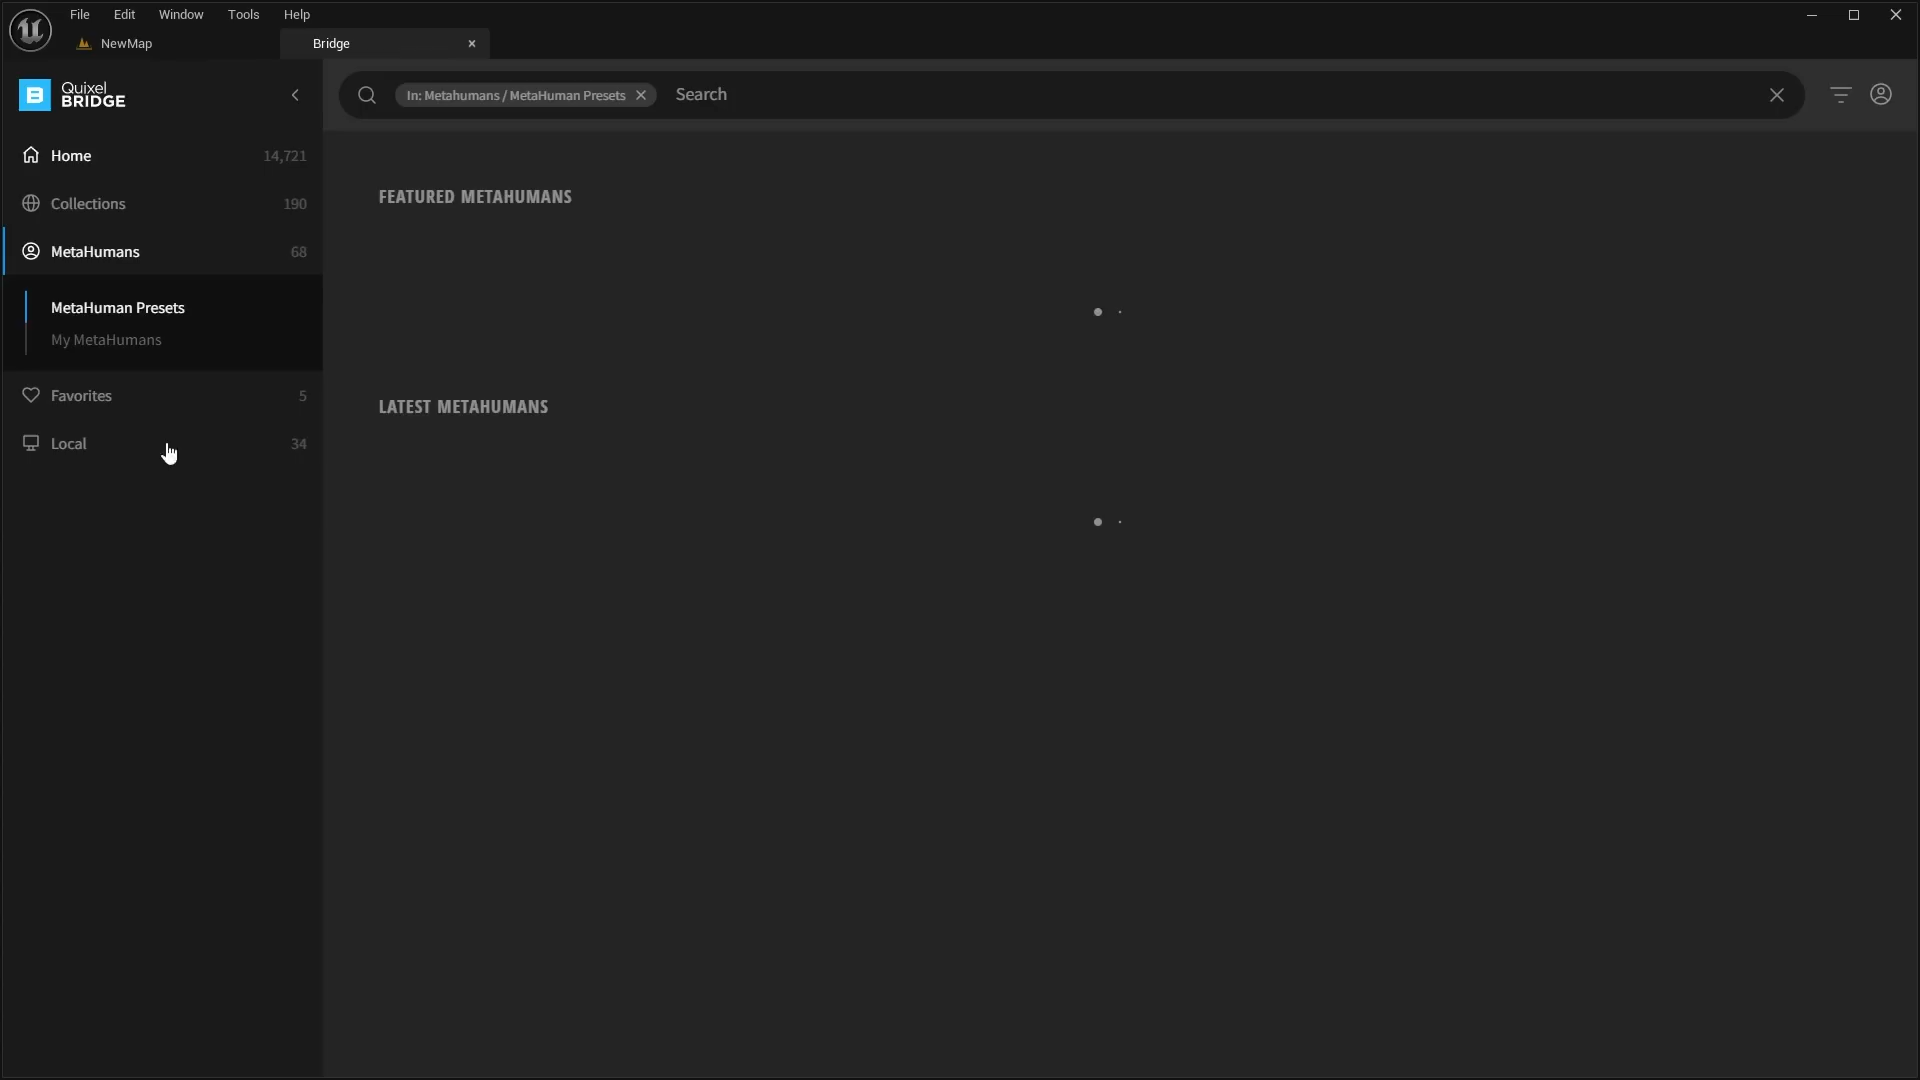 File Edit Window Tools Help
NewMap
Bridge
Quixel
BRIDGE
In: Metahumans / MetaHuman Presets
Search
Home 14,721
Collections 190
MetaHumans 68
MetaHuman Presets
My MetaHumans
Favorites 5
Local 34
FEATURED METAHUMANS
LATEST METAHUMANS